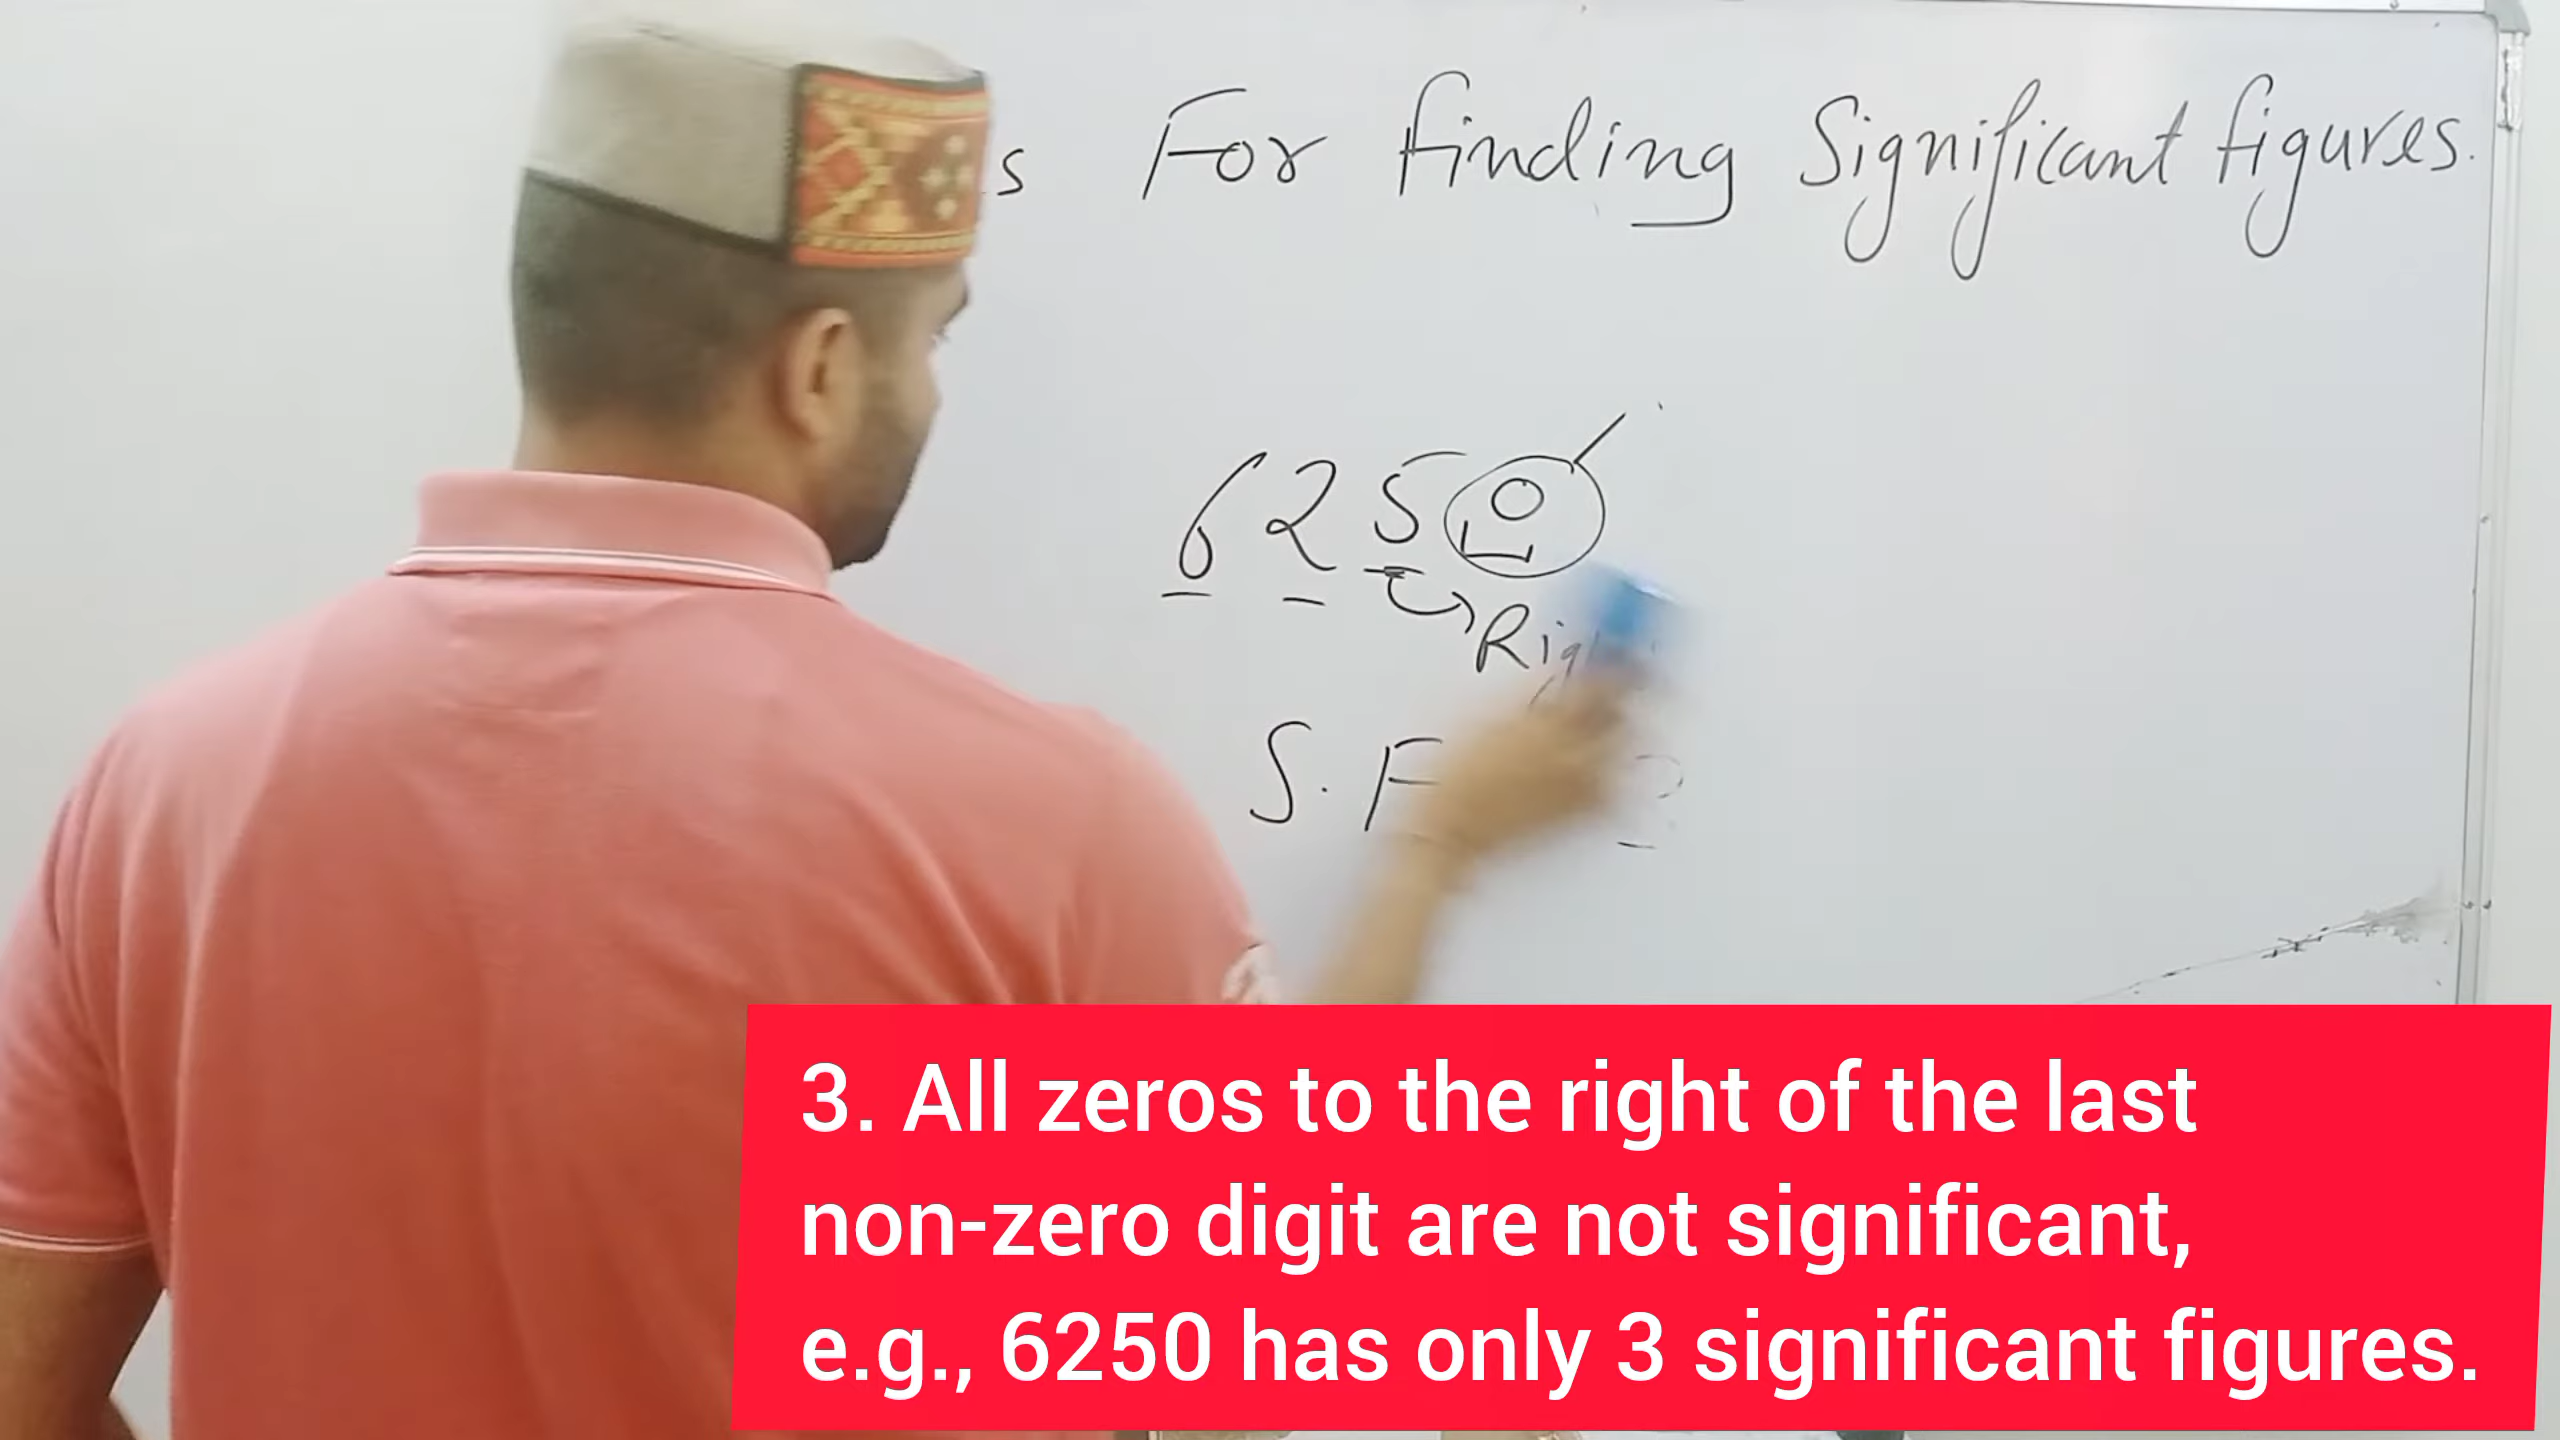 s For finding Significant figures.
6250
S. F
3. All zeros to the right of the last
non-zero digit are not significant,
e.g., 6250 has only 3 significant figures.